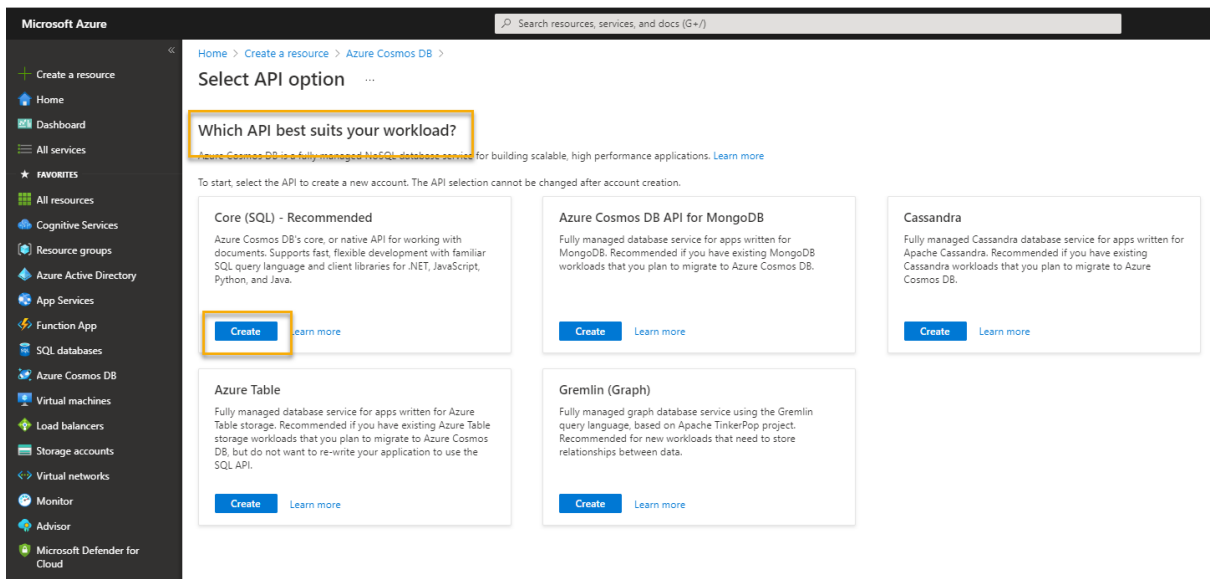 Microsoft Azure
Search resources, services, and docs (G+/)
«
Create a resource
Home
Dashboard
All services
FAVORITES
All resources
Cognitive Services
Resource groups
Azure Active Directory
App Services
Function App
SQL databases
Azure Cosmos DB
Virtual machines
Load balancers
Storage accounts
Virtual networks
Monitor
Advisor
Microsoft Defender for
Cloud
Home > Create a resource > Azure Cosmos DB >
Select API option ...
Which API best suits your workload?
Azure Cosmos DB is a fully managed NoSQL database service for building scalable, high performance applications. Learn more
To start, select the API to create a new account. The API selection cannot be changed after account creation.
Core (SQL) - Recommended
Azure Cosmos DB's core, or native API for working with
documents. Supports fast, flexible development with familiar
SQL query language and client libraries for .NET, JavaScript,
Python, and Java.
Create Learn more
Azure Cosmos DB API for MongoDB
Fully managed database service for apps written for
MongoDB. Recommended if you have existing MongoDB
workloads that you plan to migrate to Azure Cosmos DB.
Create Learn more
Cassandra
Fully managed Cassandra database service for apps written for
Apache Cassandra. Recommended if you have existing
Cassandra workloads that you plan to migrate to Azure
Cosmos DB.
Create Learn more
Azure Table
Fully managed database service for apps written for Azure
Table storage. Recommended if you have existing Azure Table
storage workloads that you plan to migrate to Azure Cosmos
DB, but do not want to re-write your application to use the
SQL API.
Create Learn more
Gremlin (Graph)
Fully managed graph database service using the Gremlin
query language, based on Apache TinkerPop project.
Recommended for new workloads that need to store
relationships between data.
Create Learn more